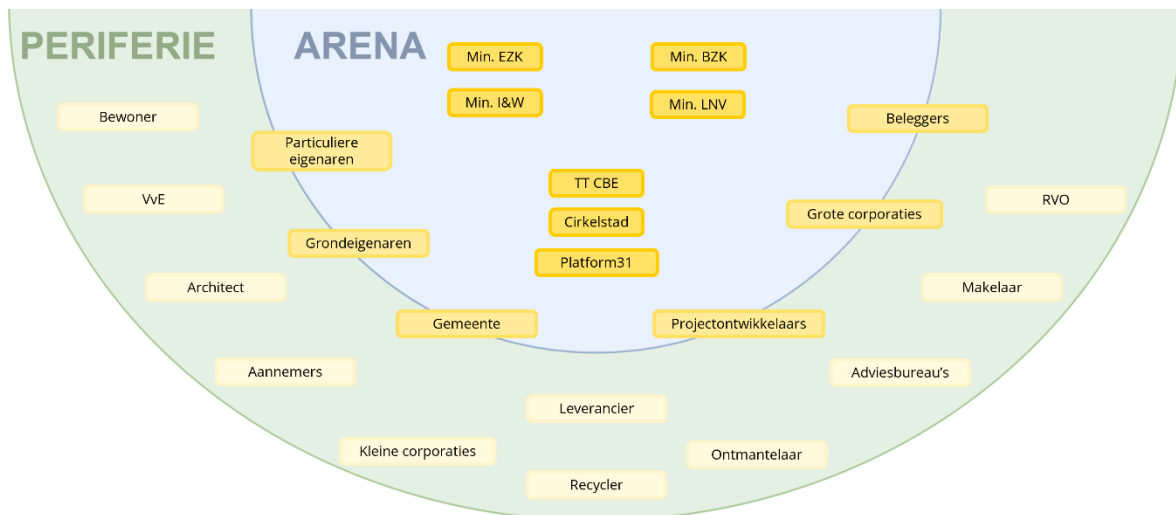 PERIFERIE
ARENA
Min. EZK
Min. BZK
Min. I&W
Min. LNV
Bewoner
Beleggers
Particuliere
eigenaren
TT CBE
VvE
RVO
Cirkelstad
Grote corporaties
Grondeigenaren
Platform31
Architect
Makelaar
Gemeente
Projectontwikkelaars
Aannemers
Adviesbureau’s
Leverancier
Kleine corporaties
Ontmantelaar
Recycler